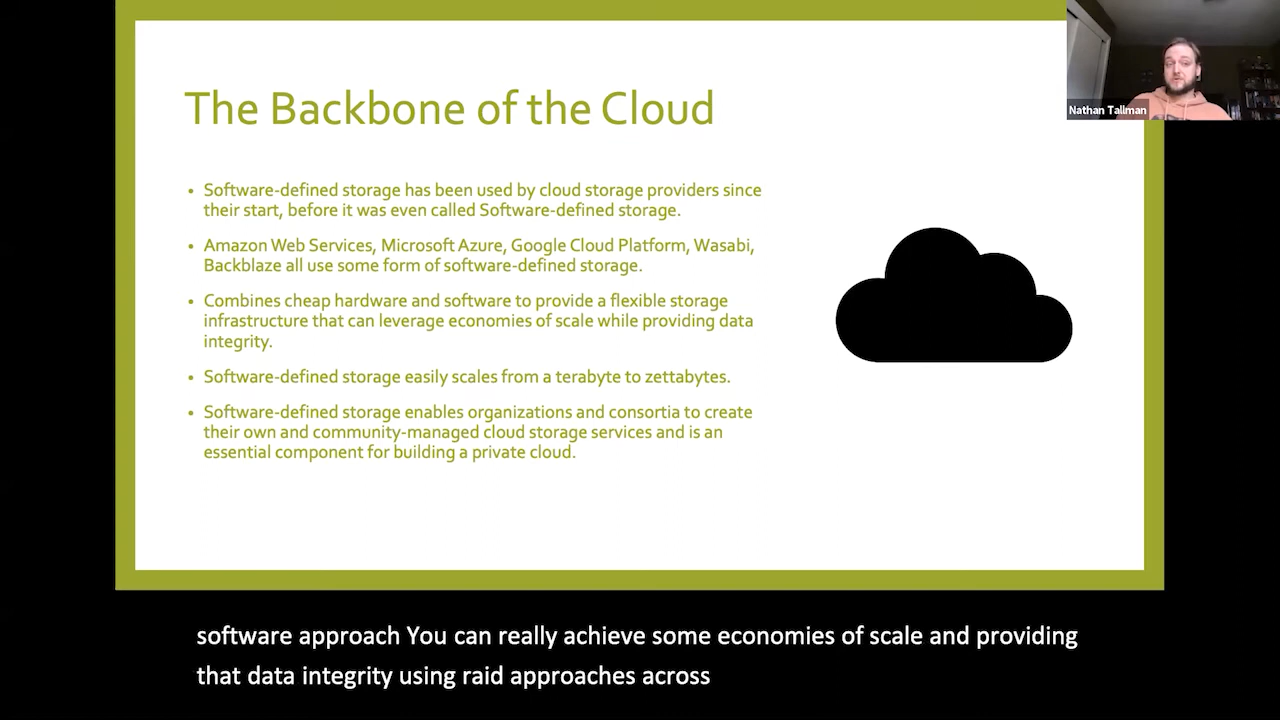 The Backbone of the Cloud
Nathan Tallman
• Software-defined storage has been used by cloud storage providers since
their start, before it was even called Software-defined storage.
• Amazon Web Services, Microsoft Azure, Google Cloud Platform, Wasabi,
Backblaze all use some form of software-defined storage.
• Combines cheap hardware and software to provide a flexible storage
infrastructure that can leverage economies of scale while providing data
integrity.
• Software-defined storage easily scales from a terabyte to zettabytes.
• Software-defined storage enables organizations and consortia to create
their own and community-managed cloud storage services and is an
essential component for building a private cloud.
software approach You can really achieve some economies of scale and providing
that data integrity using raid approaches across